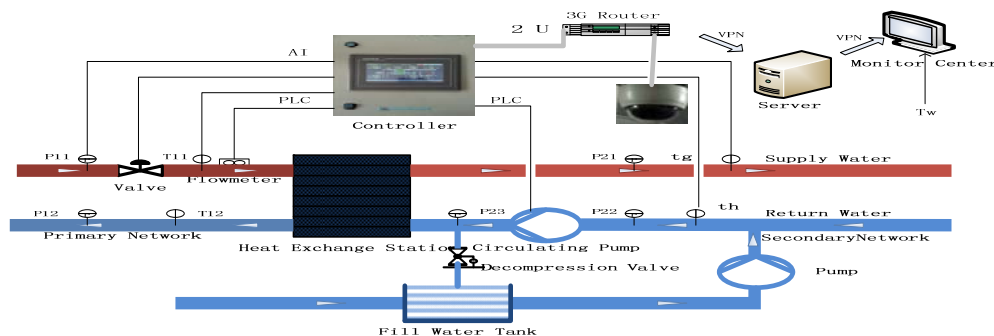 3G Router
2 U
VPN
VPN
AI
Monitor Center
PLC
PLC
Server
Tw
Controller
P11
T11
P21
tg
Supply Water
Valve
Flowmeter
P12
T12
P23
P22
th
Return Water
Primary Network
Heat Exchange Station
Circulating Pump
SecondaryNetwork
Decompression Valve
Pump
Fill Water Tank